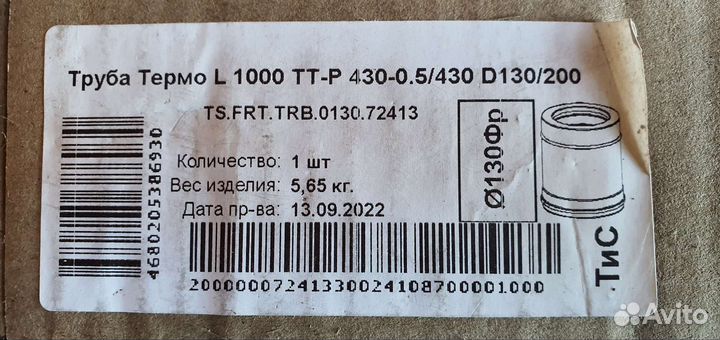 Труба Термо L 1000 ТТ-Р 430-0.5/430 D130/200
TS.FRT.TRB.0130.72413
4680205386930
Количество: 1 шт
Вес изделия: 5,65 кг.
Дата пр-ва: 13.09.2022
Ø130Фр
ТиС
20000007241330024108700001000
Avito